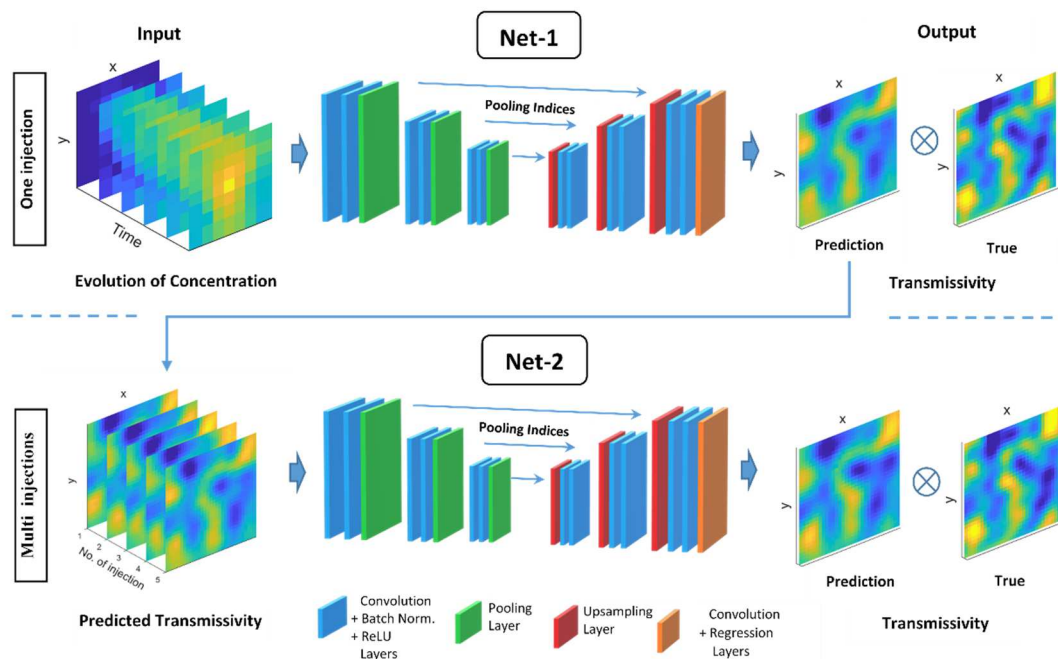 Input
Net-1
Output
One injection
x
y
Time
Evolution of Concentration
Pooling Indices
x
y
Prediction
x
y
True
Transmissivity
Net-2
Multi injections
x
y
1
2
3
4
5
No. of injection
Predicted Transmissivity
Pooling Indices
x
y
Prediction
x
y
True
Transmissivity
Convolution
+ Batch Norm.
+ ReLU
Layers
Pooling
Layer
Upsampling
Layer
Convolution
+ Regression
Layers